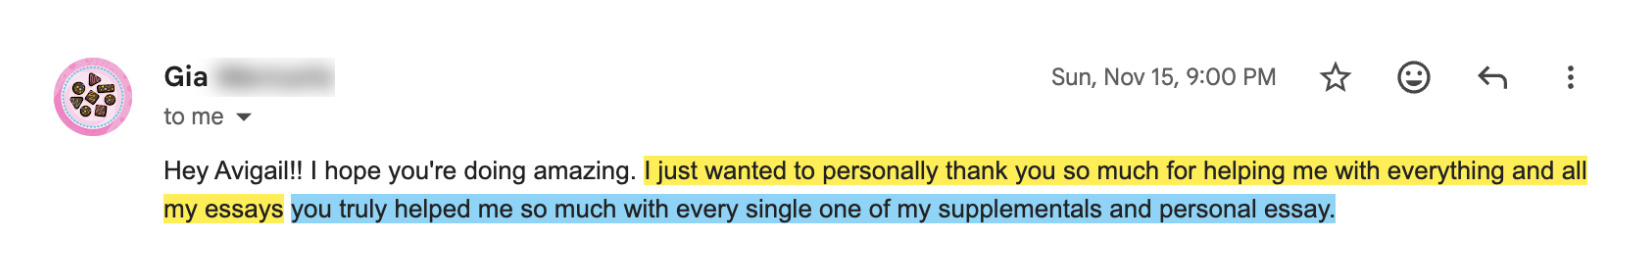 Gia
Sun, Nov 15, 9:00 PM
to me
Hey Avigail!! I hope you're doing amazing. I just wanted to personally thank you so much for helping me with everything and all
my essays you truly helped me so much with every single one of my supplementals and personal essay.